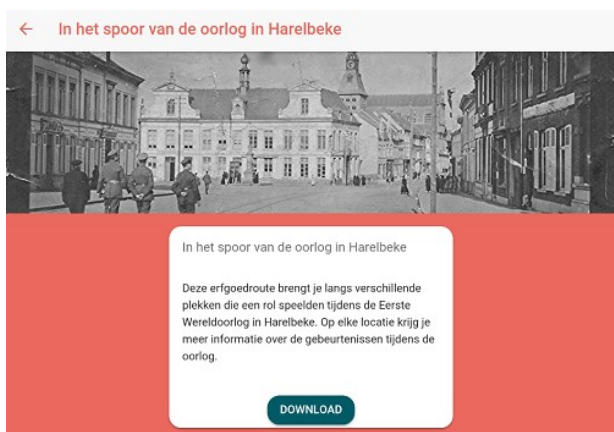 In het spoor van de oorlog in Harelbeke
In het spoor van de oorlog in Harelbeke
Deze erfgoedroute brengt je langs verschillende
plekken die een rol speelden tijdens de Eerste
Wereldoorlog in Harelbeke. Op elke locatie krijg je
meer informatie over de gebeurtenissen tijdens de
oorlog.
DOWNLOAD